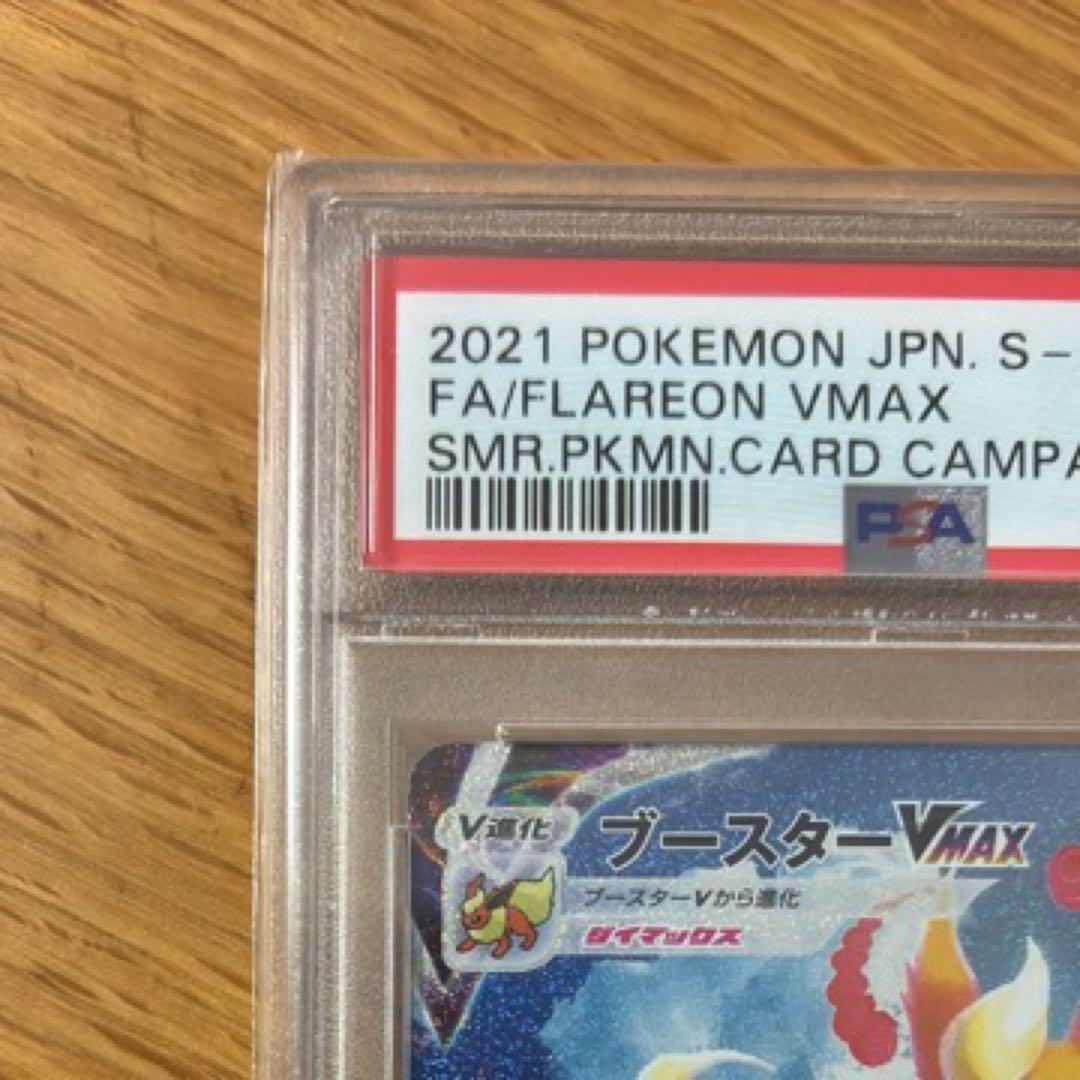 2021 POKEMON JPN. S-
FA/FLAREON VMAX
SMR.PKMN.CARD CAMPA
PSA
V進化
ブースターVMAX
ブースターVから進化
ダイマックス